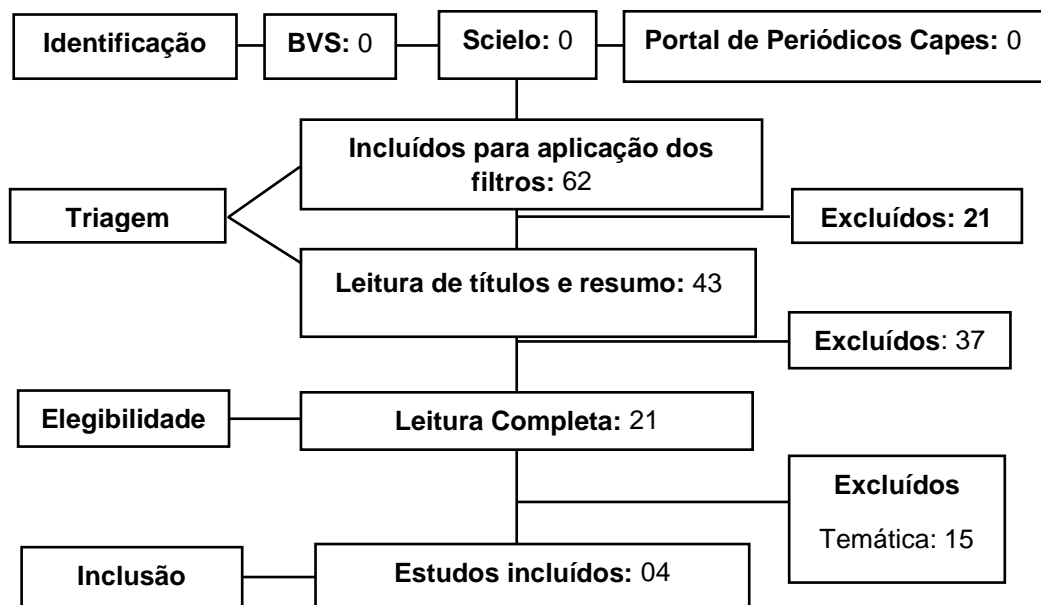 Identificação
BVS: 0
Scielo: 0
Portal de Periódicos Capes: 0
Incluídos para aplicação dos
filtros: 62
Triagem
Excluídos: 21
Leitura de títulos e resumo: 43
Excluídos: 37
Elegibilidade
Leitura Completa: 21
Excluídos
Temática: 15
Inclusão
Estudos incluídos: 04